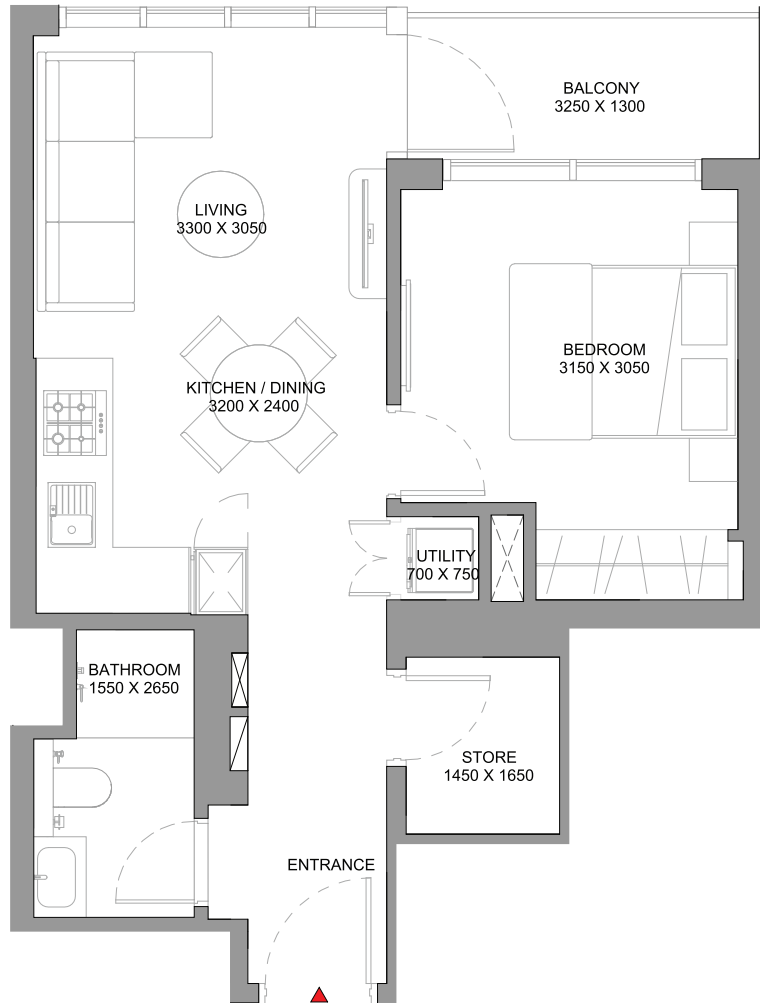 BALCONY
3250 X 1300
LIVING
3300 X 3050
BEDROOM
3150 X 3050
KITCHEN / DINING
3200 X 2400
UTILITY
700 X 750
BATHROOM
1550 X 2650
STORE
1450 X 1650
ENTRANCE